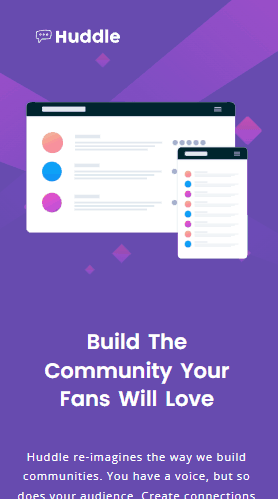 Huddle
Build The
Community Your
Fans Will Love
Huddle re-imagines the way we build
communities. You have a voice, but so
does your audience. Create connections